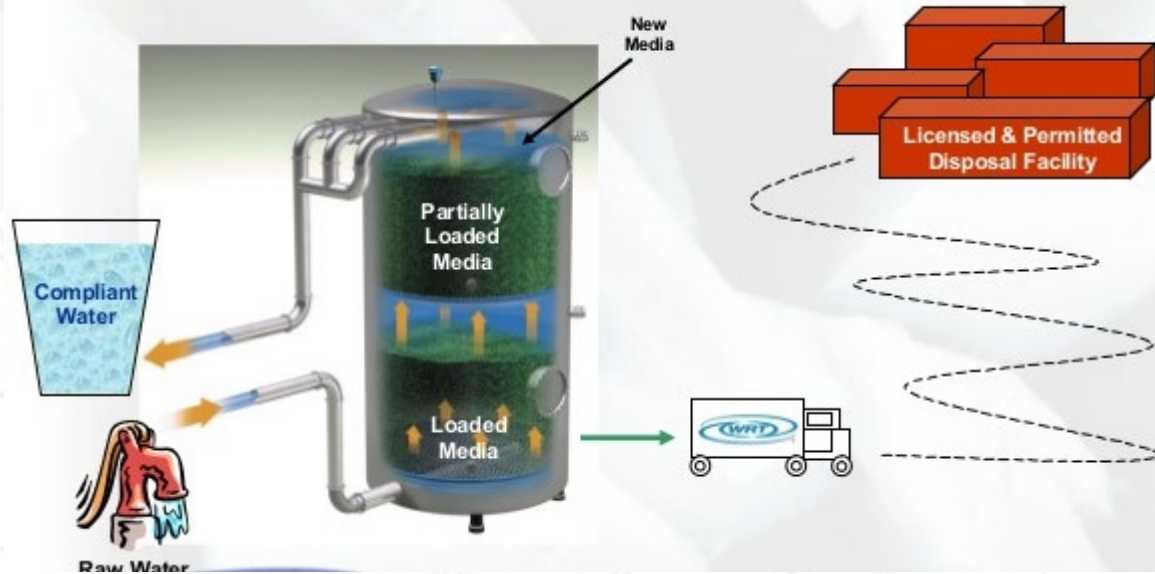 New
Media
Licensed & Permitted
Disposal Facility
Partially
Loaded
Media
Compliant
Water
Loaded
Media
WRT
Raw Water